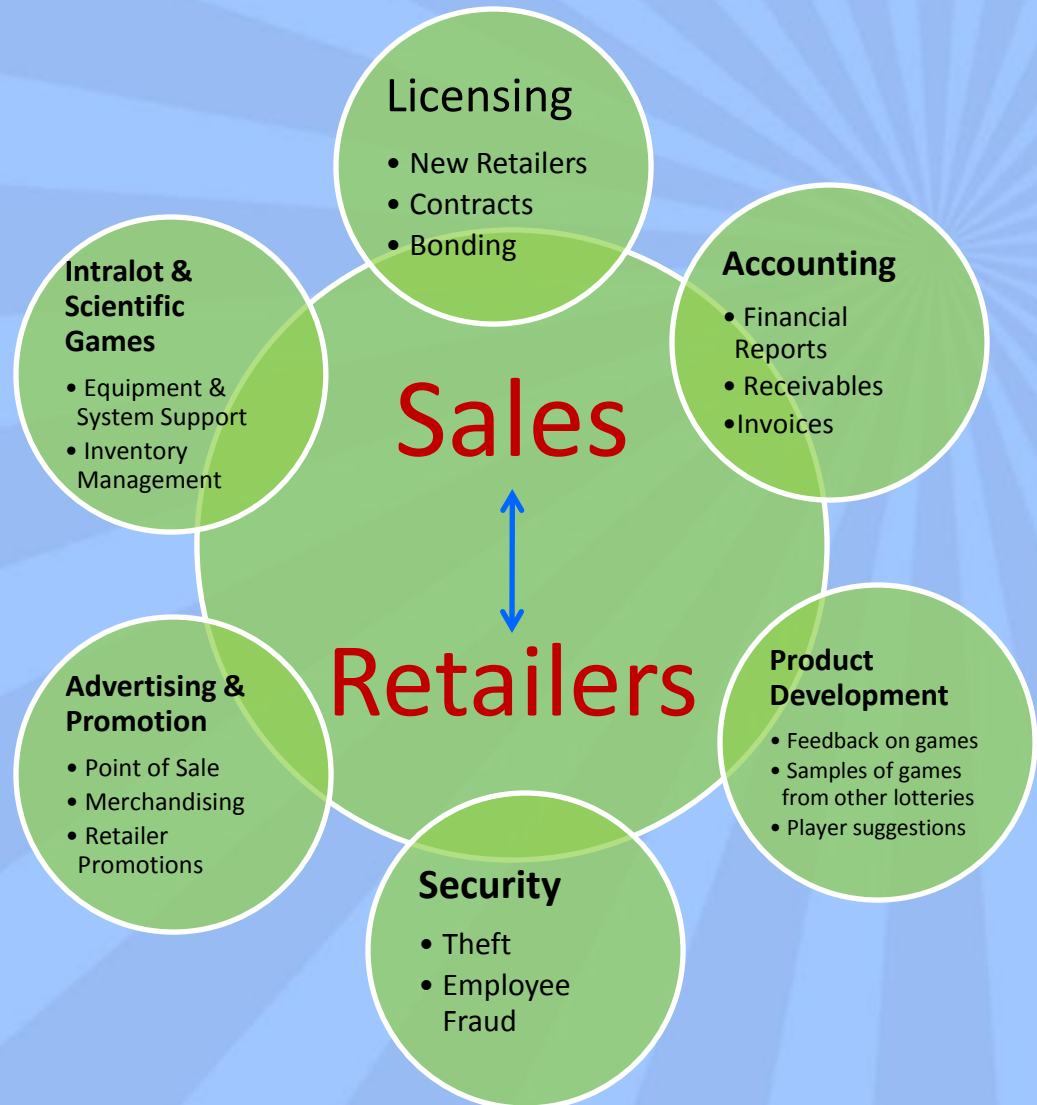 Licensing
• New Retailers
• Contracts
• Bonding
Accounting
• Financial
Reports
• Receivables
•Invoices
Intralot &
Scientific
Games
• Equipment &
System Support
• Inventory
Management
Sales
Retailers
Product
Development
• Feedback on games
• Samples of games
from other lotteries
• Player suggestions
Advertising &
Promotion
• Point of Sale
• Merchandising
• Retailer
Promotions
Security
• Theft
• Employee
Fraud